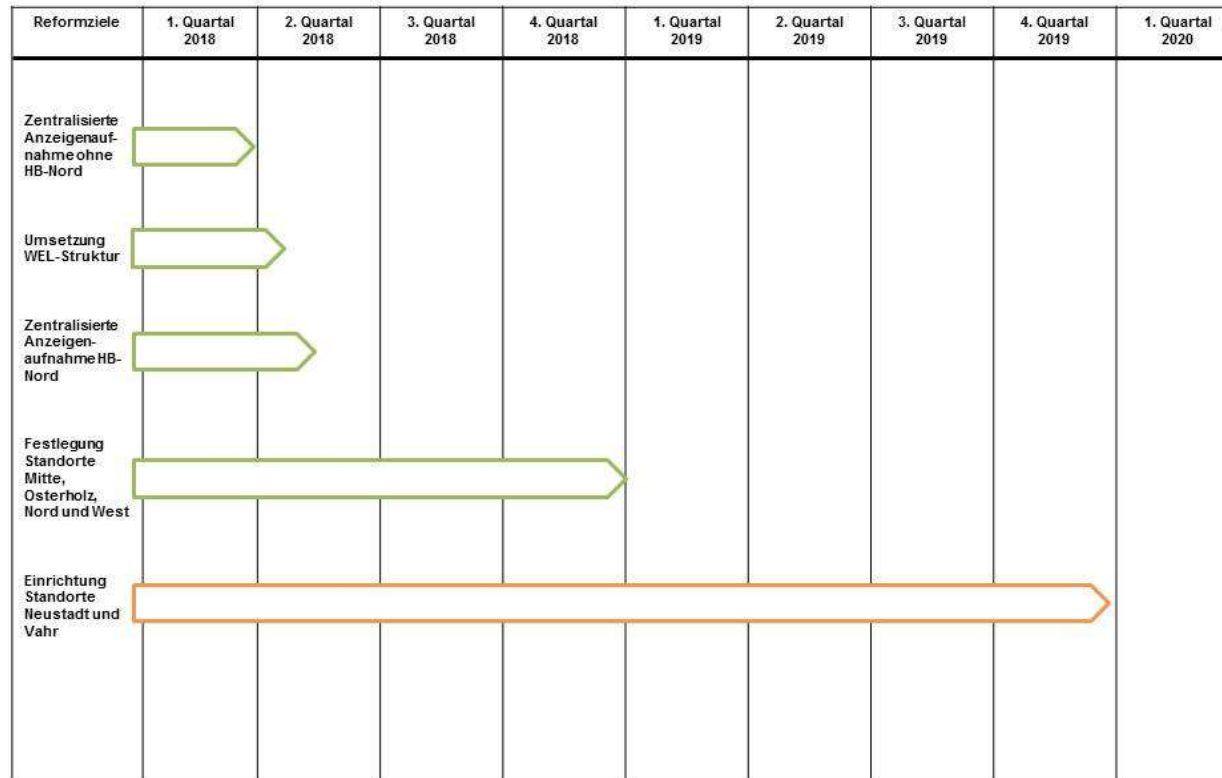 Reformziele
1. Quartal
2018
2. Quartal
2018
3. Quartal
2018
4. Quartal
2018
1. Quartal
2019
2. Quartal
2019
3. Quartal
2019
4. Quartal
2019
1. Quartal
2020
Zentralisierte
Anzeigenauf-
nahme ohne
HB-Nord
Umsetzung
WEL-Struktur
Zentralisierte
Anzeigen-
aufnahme HB-
Nord
Festlegung
Standorte
Mitte,
Osterholz,
Nord und West
Einrichtung
Standorte
Neustadt und
Vahr